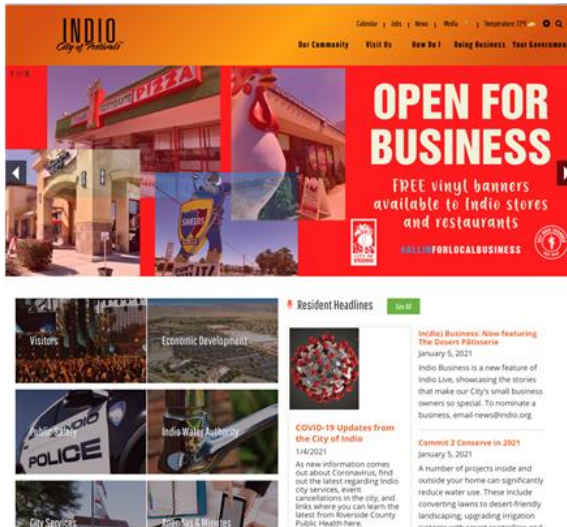 INDIO
City of Festivals
Calendar | Jobs | News | Media | Temperature: 72°F
Our Community Visit Us How Do I Doing Business Your Government
PIZZA
OPEN FOR
BUSINESS
FREE vinyl banners
available to Indio stores
and restaurants
#ALLINFORLOCALBUSINESS
Visitors
Economic Development
Public Safety
INDIO
POLICE
Indio Water Authority
City Services
Agendas & Minutes
Resident Headlines
See All
COVID-19 Updates from
the City of Indio
1/4/2021
As new information comes
out about Coronavirus, find
out the latest regarding Indio
city services, event
cancellations in the city, and
links where you can learn the
latest from Riverside County
Public Health here.
In(dio) Business: Now featuring
The Desert Pâtisserie
January 5, 2021
Indio Business is a new feature of
Indio Live, showcasing the stories
that make our City's small business
owners so special. To nominate a
business, email news@indio.org
Commit 2 Conserve in 2021
January 5, 2021
A number of projects inside and
outside your home can significantly
reduce water use. These include
converting lawns to desert-friendly
landscaping, upgrading irrigation